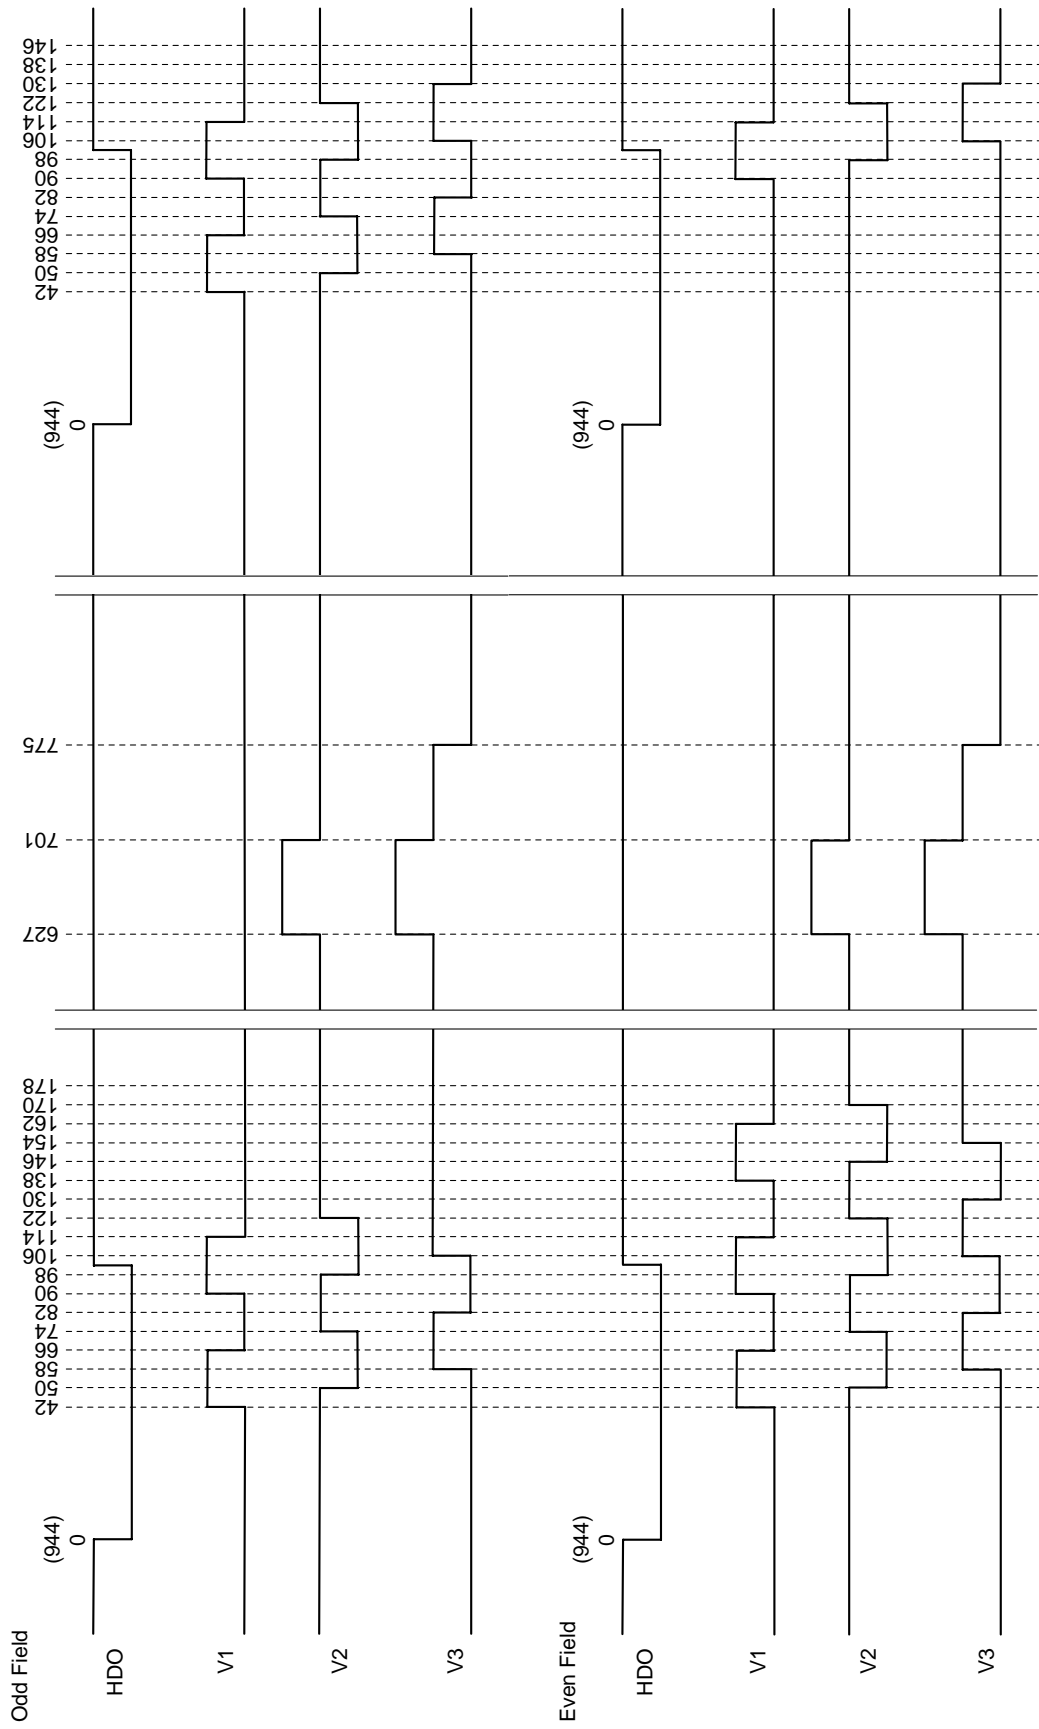 Odd Field
42 50 58 66 74 82 90 98 106 114 122 130 138 146 154 162 170 178 627 701 775 42 50 58 66 74 82 90 98 106 114 122 130 138 146
(944) (944)
0 0
HDO
V1
V2
V3
Even Field
(944) (944)
0 0
HDO
V1
V2
V3